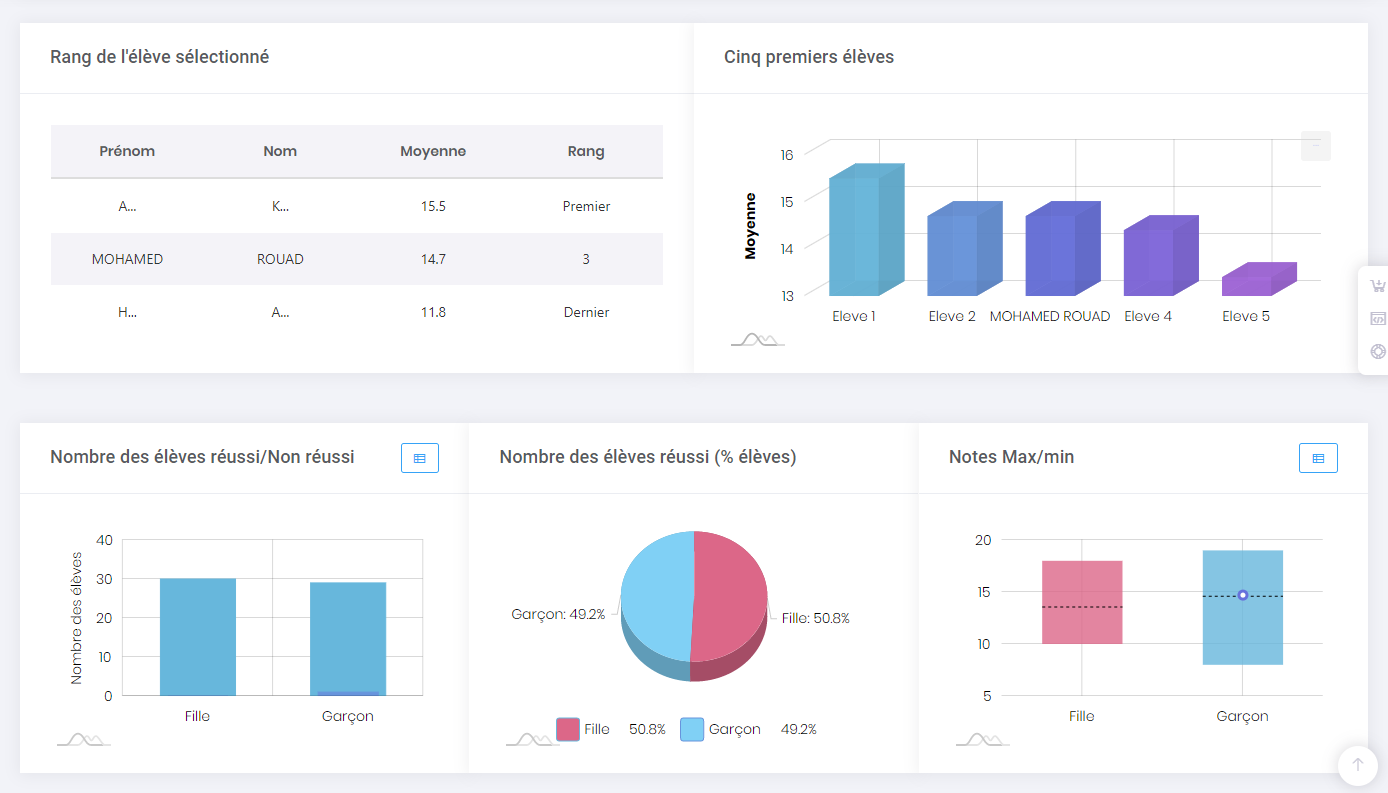 Rang de l'élève sélectionné
Prénom Nom Moyenne Rang
A... K... 15.5 Premier
MOHAMED ROUAD 14.7 3
H... A... 11.8 Dernier
Cinq premiers élèves
Moyenne
16
15
14
13
Eleve 1 Eleve 2 MOHAMED ROUAD Eleve 4 Eleve 5
Nombre des élèves réussi/Non réussi
Nombre des élèves
40
30
20
10
0
Fille Garçon
Nombre des élèves réussi (% élèves)
Garçon: 49.2%
Fille: 50.8%
Fille 50.8% Garçon 49.2%
Notes Max/min
20
15
10
5
Fille Garçon